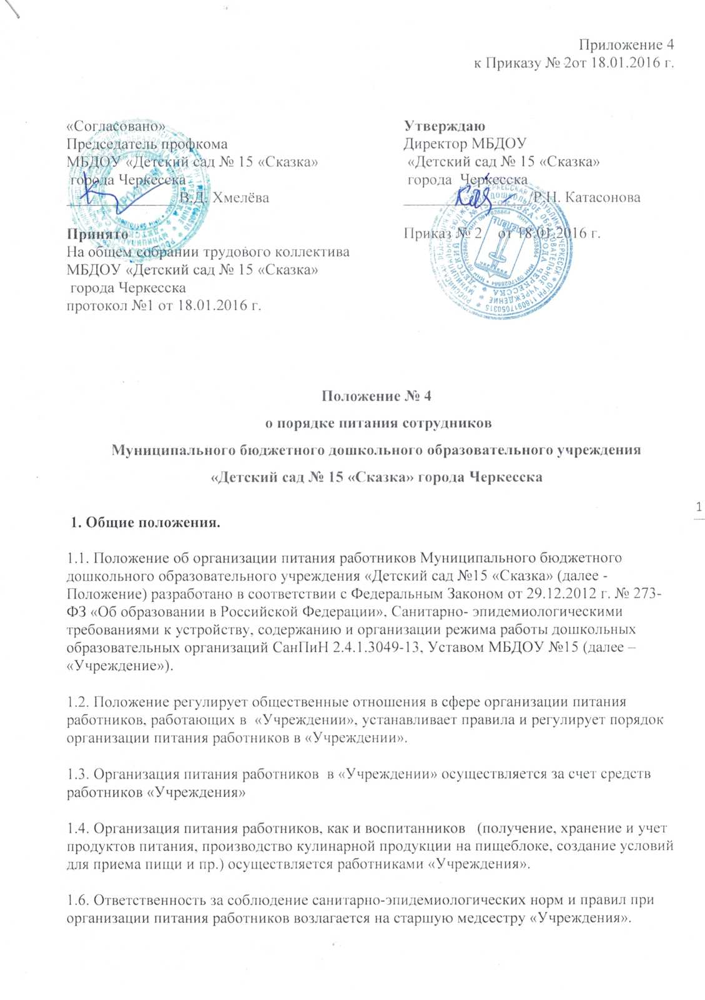 Приложение 4
к Приказу № 2от 18.01.2016 г.
«Согласовано»
Председатель профкома
МБДОУ «Детский сад № 15 «Сказка»
города Черкесска
______________В.Д. Хмелёва
Принято
На общем собрании трудового коллектива
МБДОУ «Детский сад № 15 «Сказка»
города Черкесска
протокол №1 от 18.01.2016 г.
Утверждаю
Директор МБДОУ
«Детский сад № 15 «Сказка»
города Черкесска
________________/Р.Н. Катасонова
Приказ № 2 от 18.01.2016 г.
Положение № 4
о порядке питания сотрудников
Муниципального бюджетного дошкольного образовательного учреждения
«Детский сад № 15 «Сказка» города Черкесска
1
1. Общие положения.
1.1. Положение об организации питания работников Муниципального бюджетного
дошкольного образовательного учреждения «Детский сад №15 «Сказка» (далее -
Положение) разработано в соответствии с Федеральным Законом от 29.12.2012 г. № 273-
ФЗ «Об образовании в Российской Федерации», Санитарно- эпидемиологическими
требованиями к устройству, содержанию и организации режима работы дошкольных
образовательных организаций СанПиН 2.4.1.3049-13, Уставом МБДОУ №15 (далее –
«Учреждение»).
1.2. Положение регулирует общественные отношения в сфере организации питания
работников, работающих в «Учреждении», устанавливает правила и регулирует порядок
организации питания работников в «Учреждении».
1.3. Организация питания работников в «Учреждении» осуществляется за счет средств
работников «Учреждения»
1.4. Организация питания работников, как и воспитанников (получение, хранение и учет
продуктов питания, производство кулинарной продукции на пищеблоке, создание условий
для приема пищи и пр.) осуществляется работниками «Учреждения».
1.6. Ответственность за соблюдение санитарно-эпидемиологических норм и правил при
организации питания работников возлагается на старшую медсестру «Учреждения».